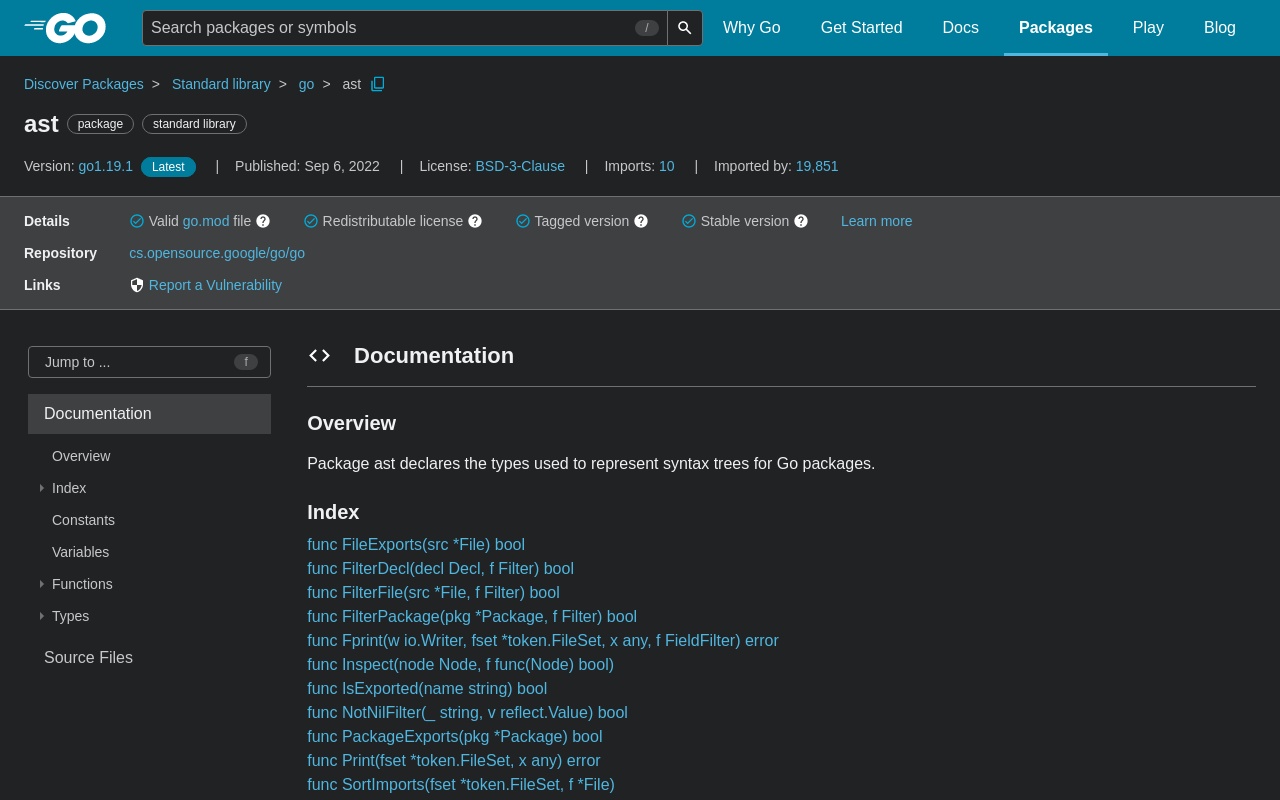 GO
Search packages or symbols /
Why Go Get Started Docs Packages Play Blog
Discover Packages > Standard library > go > ast
ast package standard library
Version: go1.19.1 Latest | Published: Sep 6, 2022 | License: BSD-3-Clause | Imports: 10 | Imported by: 19,851
Details Valid go.mod file ? Redistributable license ? Tagged version ? Stable version ? Learn more
Repository cs.opensource.google/go/go
Links Report a Vulnerability
Jump to ... f
Documentation
Overview
Index
Constants
Variables
Functions
Types
Source Files
Documentation
Overview
Package ast declares the types used to represent syntax trees for Go packages.
Index
func FileExports(src *File) bool
func FilterDecl(decl Decl, f Filter) bool
func FilterFile(src *File, f Filter) bool
func FilterPackage(pkg *Package, f Filter) bool
func Fprint(w io.Writer, fset *token.FileSet, x any, f FieldFilter) error
func Inspect(node Node, f func(Node) bool)
func IsExported(name string) bool
func NotNilFilter(_ string, v reflect.Value) bool
func PackageExports(pkg *Package) bool
func Print(fset *token.FileSet, x any) error
func SortImports(fset *token.FileSet, f *File)